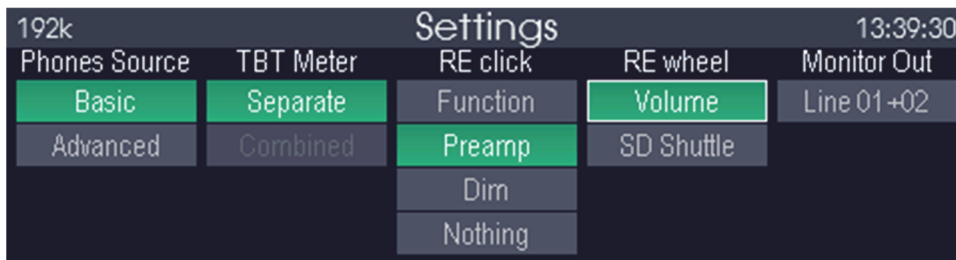 192k Settings 13:39:30
Phones Source TBT Meter RE click RE wheel Monitor Out
Basic Separate Function Volume Line 01+02
Advanced Combined Preamp SD Shuttle
Dim
Nothing